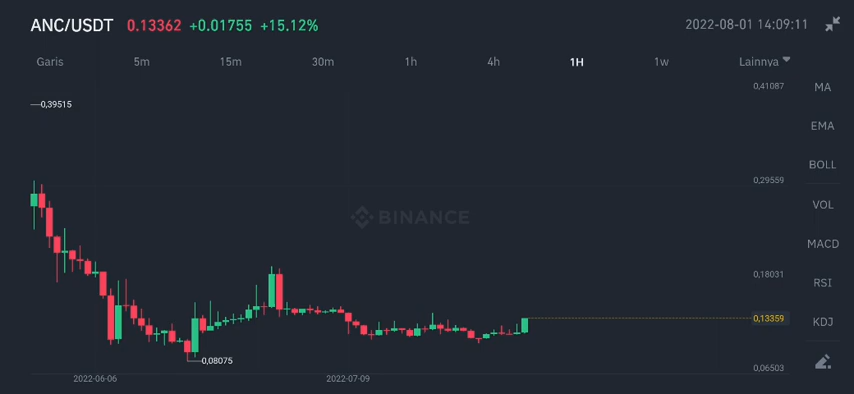 ANC/USDT 0.13362 +0.01755 +15.12% 2022-08-01 14:09:11
Garis 5m 15m 30m 1h 4h 1H 1w Lainnya
0,41087
MA
0,39515
EMA
BOLL
0,29559
VOL
BINANCE
MACD
0,18031
RSI
0,13359
KDJ
0,08075
0,06503
2022-06-06 2022-07-09